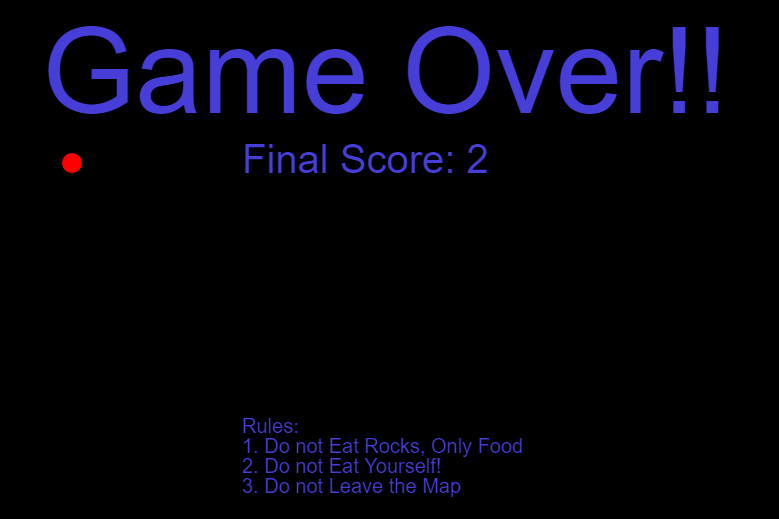 Game Over!!
Final Score: 2
Rules:
1. Do not Eat Rocks, Only Food
2. Do not Eat Yourself!
3. Do not Leave the Map